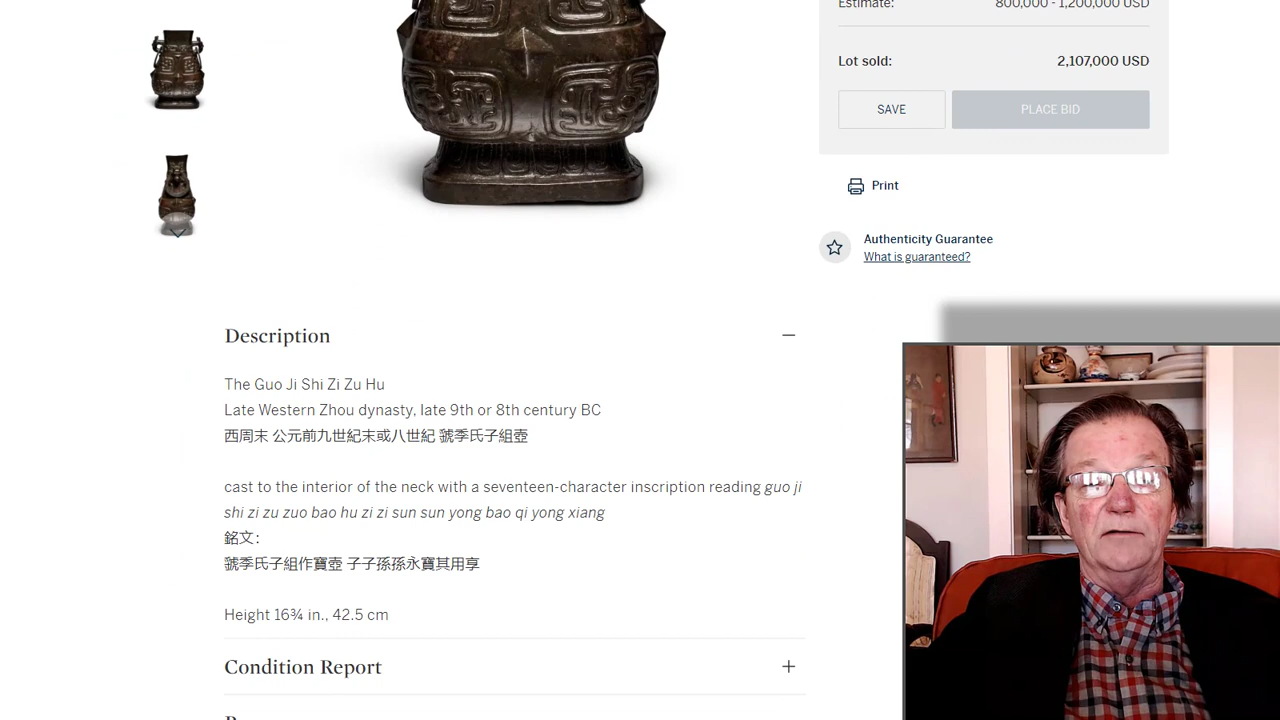 Estimate: 800,000 - 1,200,000 USD
Lot sold: 2,107,000 USD
SAVE PLACE BID
Print
Authenticity Guarantee
What is guaranteed?
Description
The Guo Ji Shi Zi Zu Hu
Late Western Zhou dynasty, late 9th or 8th century BC
西周末 公元前九世紀末或八世紀 虢季氏子組壺
cast to the interior of the neck with a seventeen-character inscription reading guo ji
shi zi zu zuo bao hu zi zi sun sun yong bao qi yong xiang
銘文:
虢季氏子組作寶壺 子子孫孫永寶其用享
Height 16¾ in., 42.5 cm
Condition Report